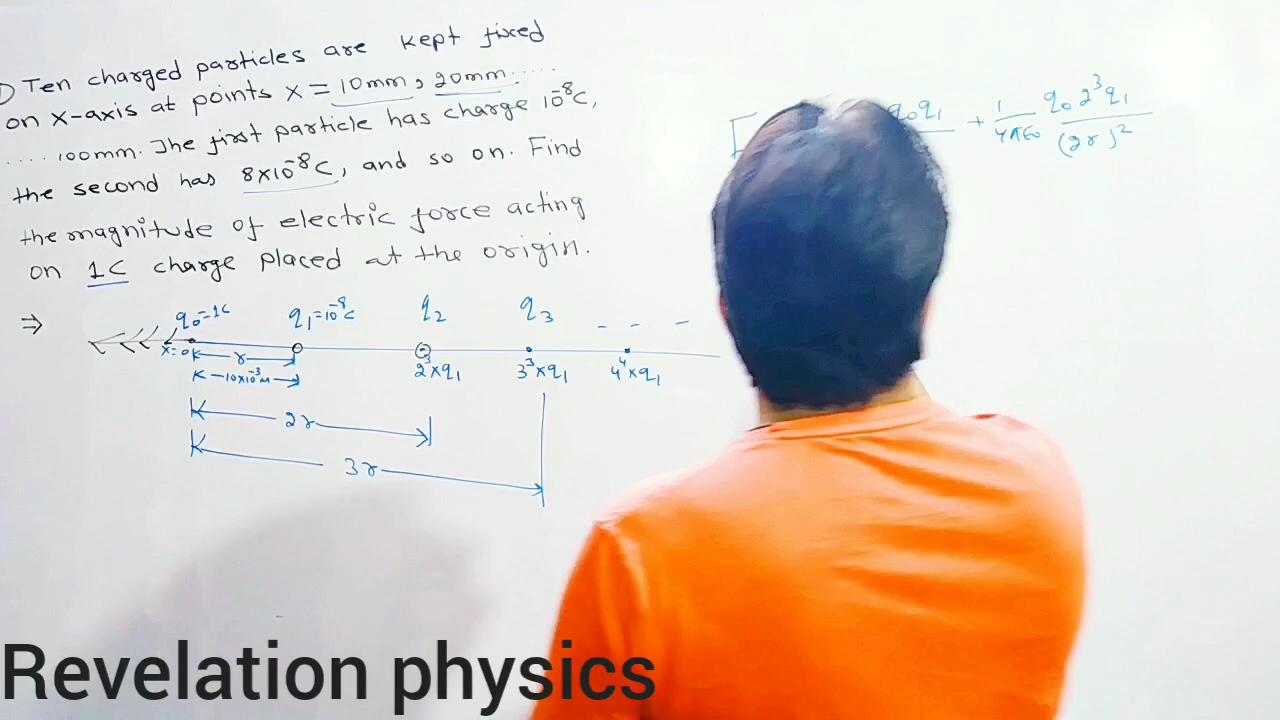 ) Ten charged particles are kept fixed
on x-axis at points x = 10mm, 20mm.....
.... 100mm. The first particle has charge 10⁻⁸C,
the second has 8×10⁻⁸C, and so on. Find
the magnitude of electric force acting
on 1C charge placed at the origin.
⇒ q₀=1C q₁=10⁻⁸C q₂ q₃ - - -
x=0 r 2³×q₁ 3³×q₁ 4⁴×q₁
10×10⁻³M
2r
3r
[ q₀q₁ + 1/4πε₀ q₀2³q₁/(2r)²
Revelation physics